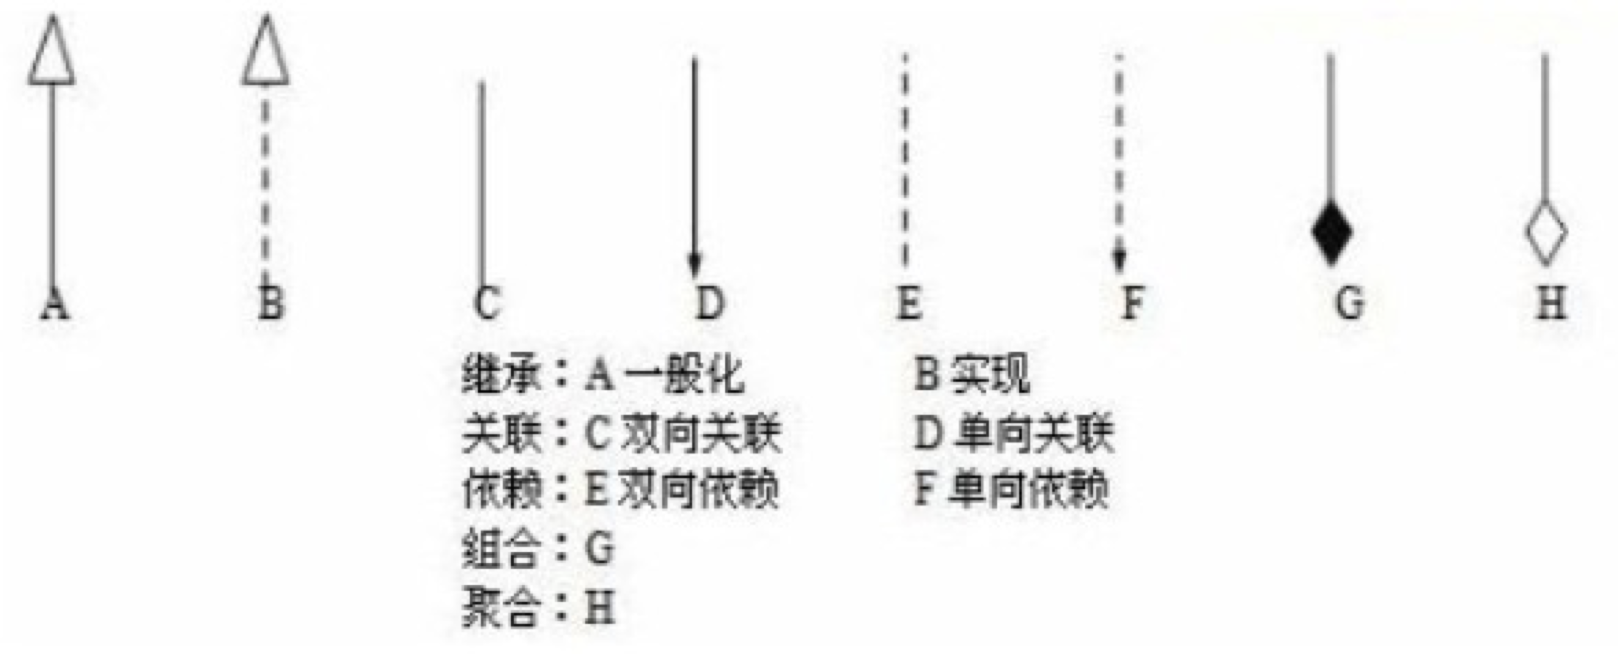 A B C D E F G H
继承：A 一般化 B 实现
关联：C 双向关联 D 单向关联
依赖：E 双向依赖 F 单向依赖
组合：G
聚合：H